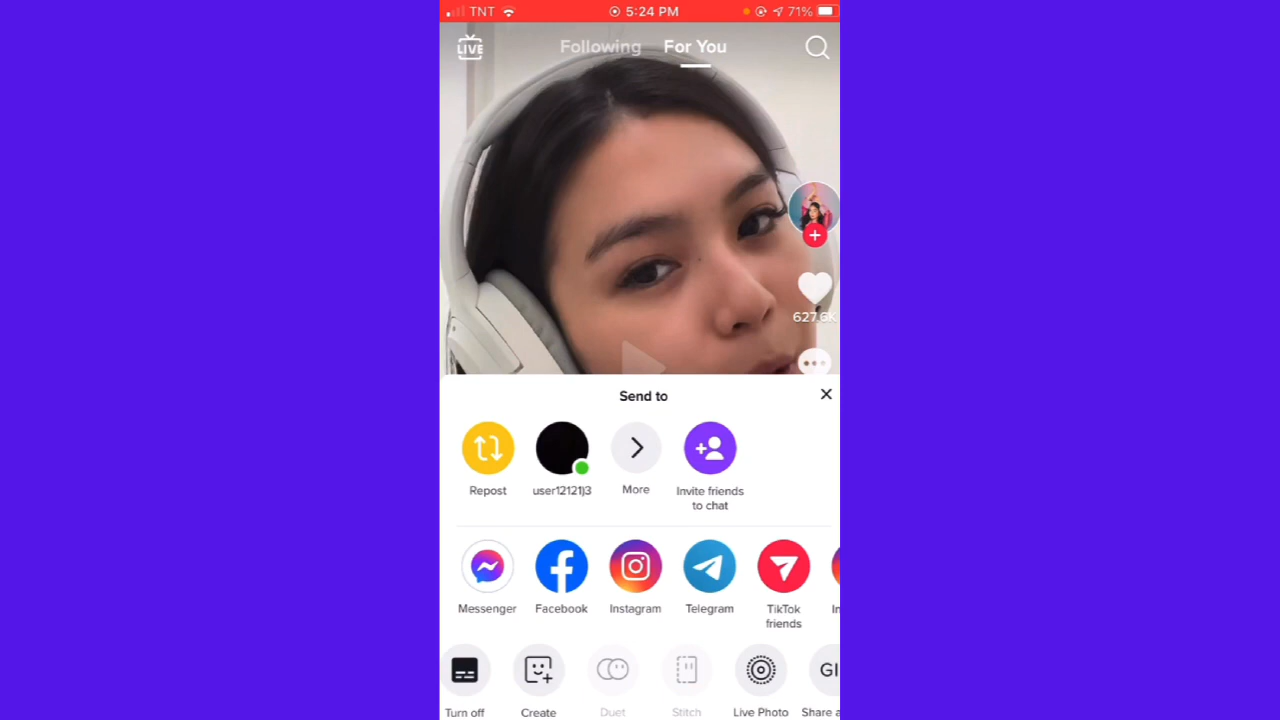 TNT 5:24 PM 71%
LIVE Following For You
627.6K
Send to
Repost user12121j3 More Invite friends
to chat
Messenger Facebook Instagram Telegram TikTok
friends
Turn off Create Duet Stitch Live Photo Share a